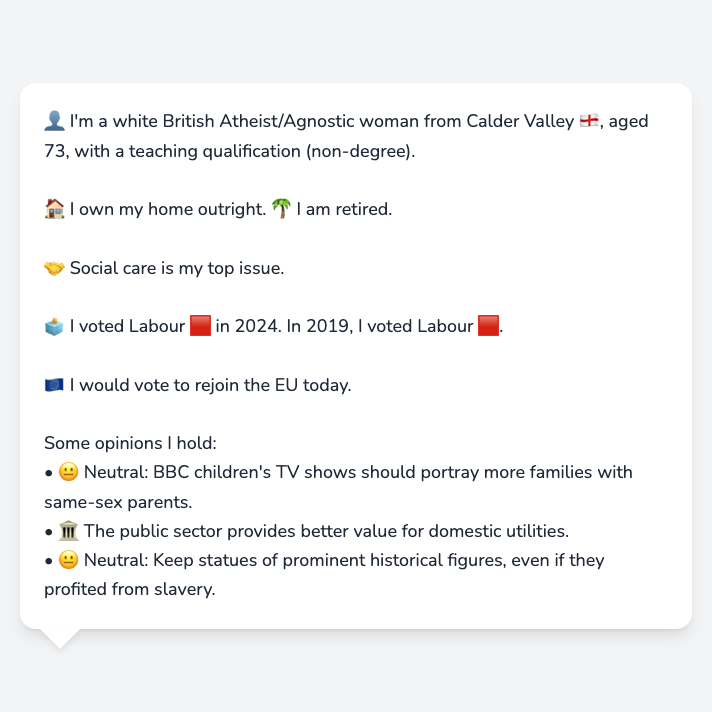 👤 I'm a white British Atheist/Agnostic woman from Calder Valley 🏴󠁧󠁢󠁥󠁮󠁧󠁿, aged
73, with a teaching qualification (non-degree).
🏠 I own my home outright. 🌴 I am retired.
🤝 Social care is my top issue.
🗳️ I voted Labour 🟥 in 2024. In 2019, I voted Labour 🟥.
🇪🇺 I would vote to rejoin the EU today.
Some opinions I hold:
• 😐 Neutral: BBC children's TV shows should portray more families with
same-sex parents.
• 🏛️ The public sector provides better value for domestic utilities.
• 😐 Neutral: Keep statues of prominent historical figures, even if they
profited from slavery.